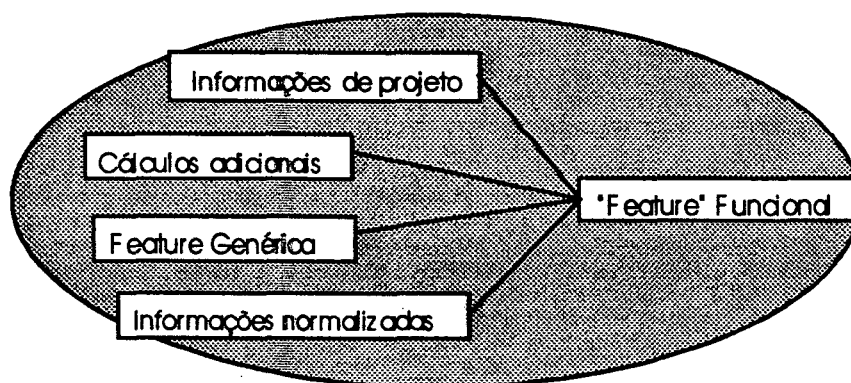 Informações de projeto
Cálculos adicionais
"Feature" Funcional
Feature Genérica
Informações normalizadas